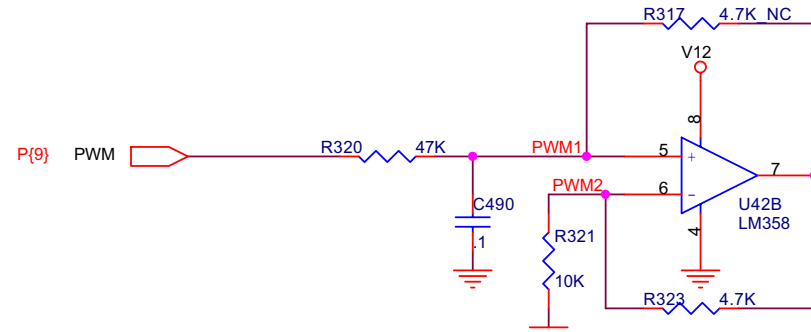 R317 4.7K_NC
V12
8
P{9} PWM R320 47K PWM1 5 +
7
PWM2 6 -
C490
.1
U42B
LM358
4
R321
10K
R323 4.7K